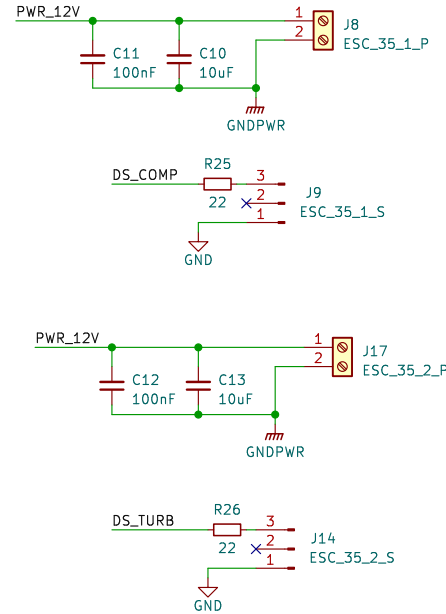 PWR_12V
1 J8
2 ESC_35_1_P
C11 C10
100nF 10uF
GNDPWR
R25
DS_COMP 3
22 2 J9
1 ESC_35_1_S
GND
PWR_12V
1 J17
2 ESC_35_2_P
C12 C13
100nF 10uF
GNDPWR
R26
DS_TURB 3
22 2 J14
1 ESC_35_2_S
GND